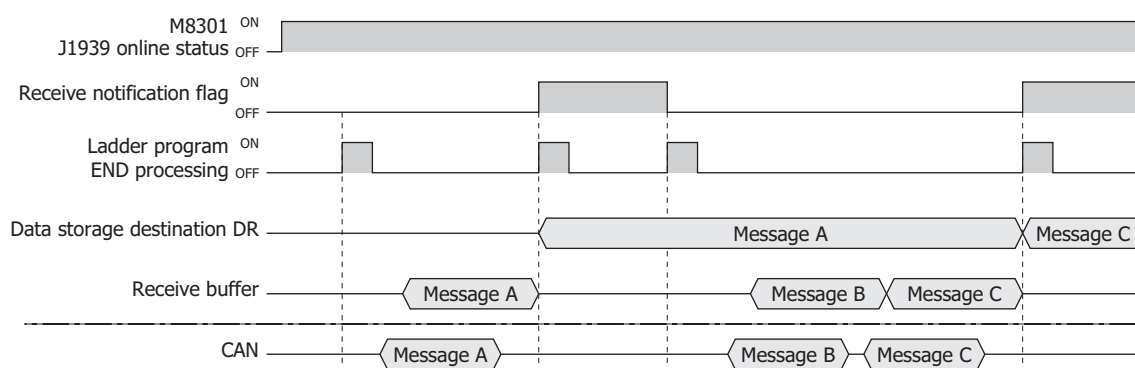 M8301 ON
J1939 online status OFF
ON
Receive notification flag
OFF
Ladder program ON
END processing OFF
Data storage destination DR Message A Message C
Receive buffer Message A Message B Message C
CAN Message A Message B Message C